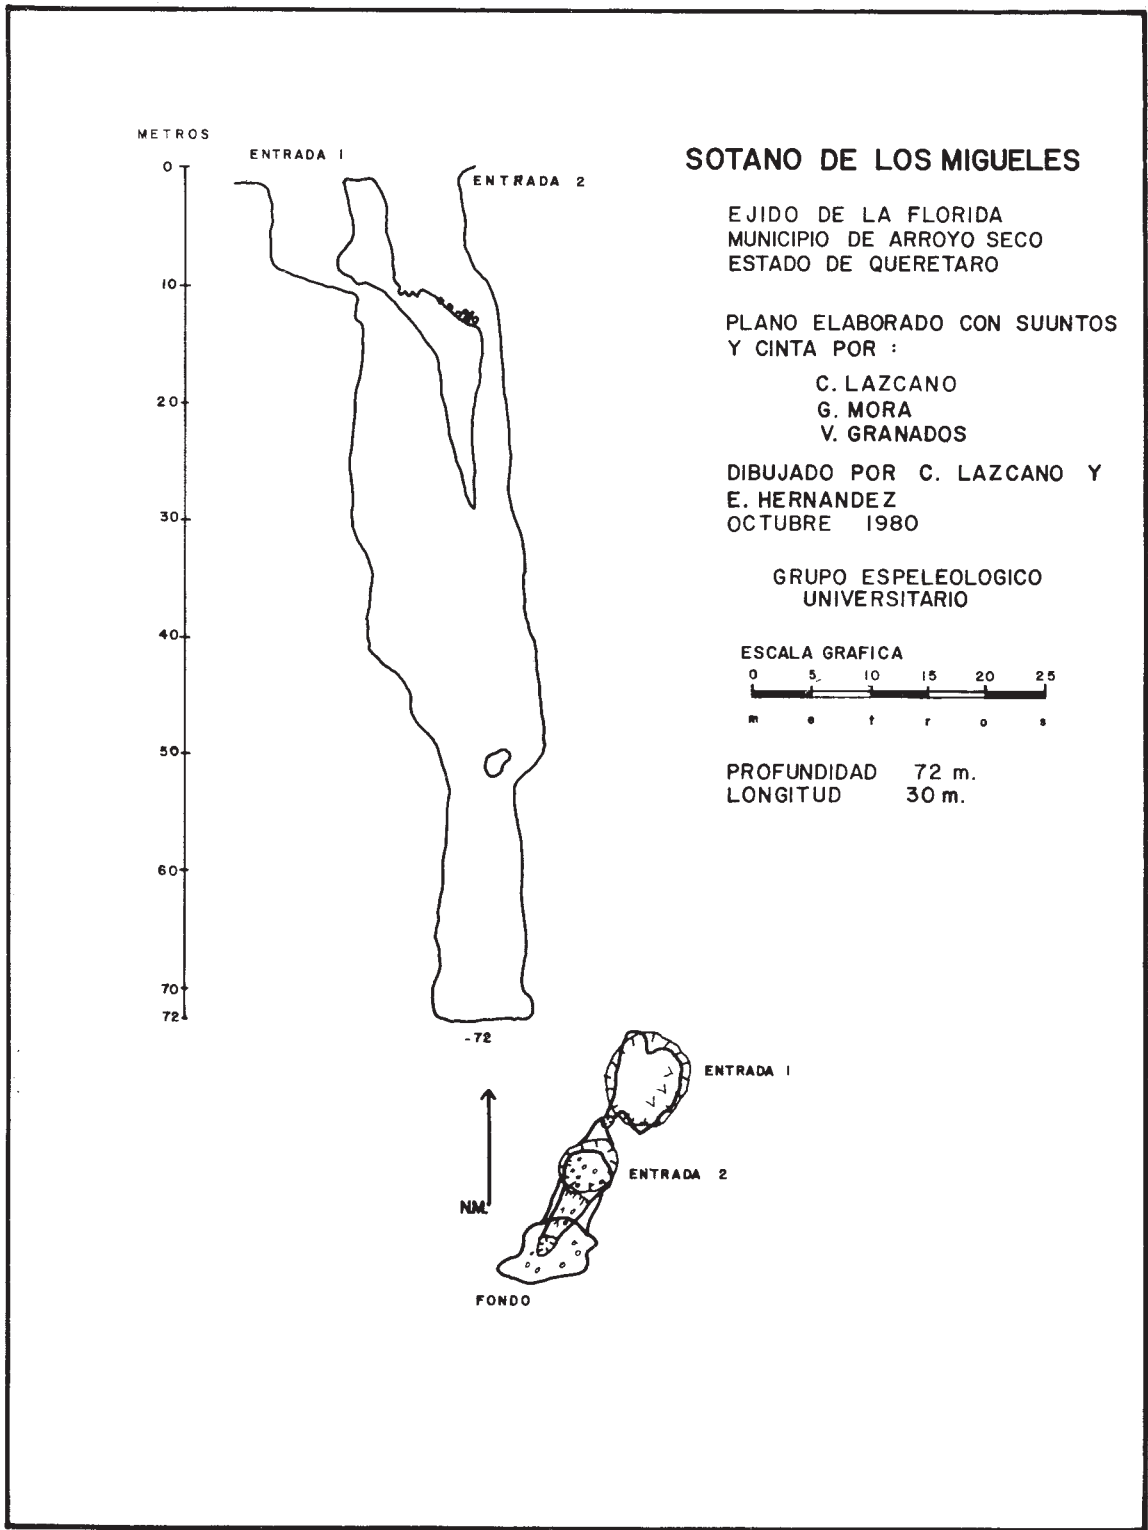 METROS
ENTRADA 1
ENTRADA 2
0
10
20
30
40
50
60
70
72
-72
SOTANO DE LOS MIGUELES
EJIDO DE LA FLORIDA
MUNICIPIO DE ARROYO SECO
ESTADO DE QUERETARO
PLANO ELABORADO CON SUUNTOS
Y CINTA POR :
C. LAZCANO
G. MORA
V. GRANADOS
DIBUJADO POR C. LAZCANO Y
E. HERNANDEZ
OCTUBRE 1980
GRUPO ESPELEOLOGICO
UNIVERSITARIO
ESCALA GRAFICA
0 5 10 15 20 25
m e t r o s
PROFUNDIDAD 72 m.
LONGITUD 30 m.
ENTRADA 1
ENTRADA 2
N.M.
FONDO